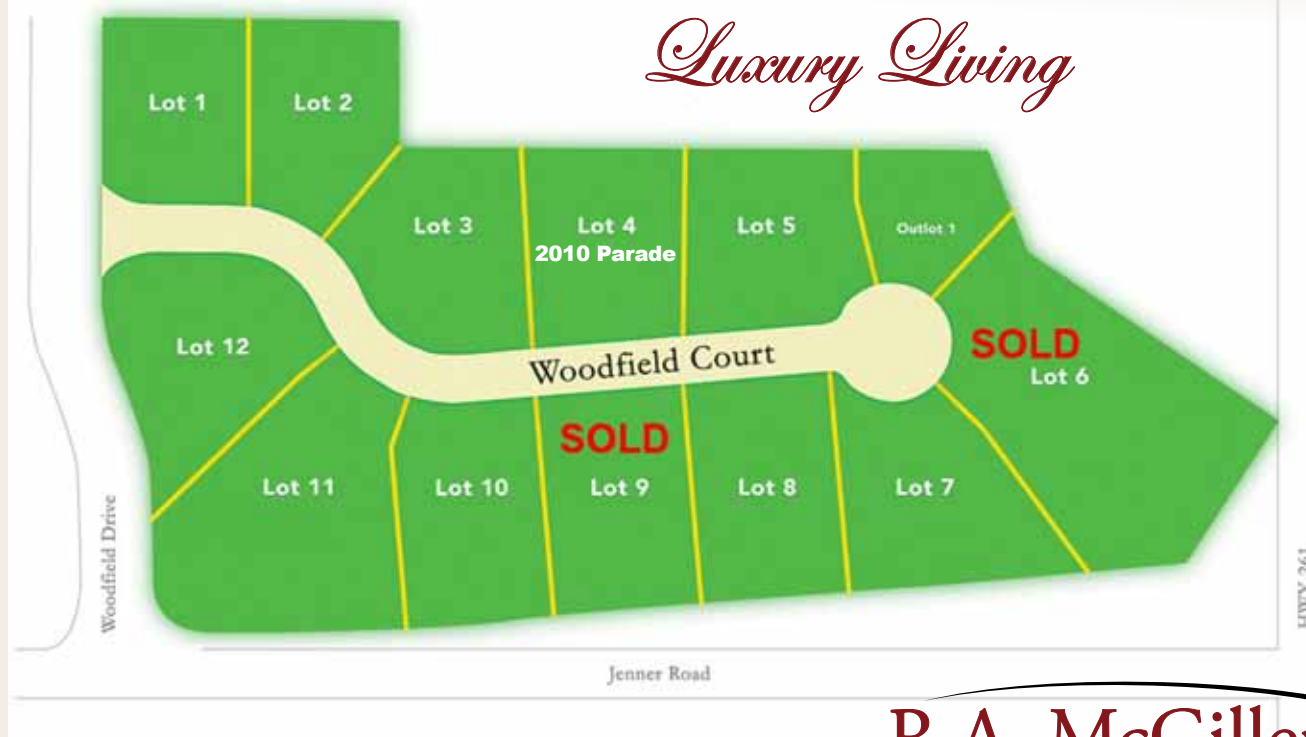 Luxury Living
Lot 1
Lot 2
Lot 3
Lot 4
2010 Parade
Lot 5
Outlot 1
Woodfield Court
SOLD
Lot 6
Lot 12
SOLD
Lot 11
Lot 10
Lot 9
Lot 8
Lot 7
Woodfield Drive
Jenner Road